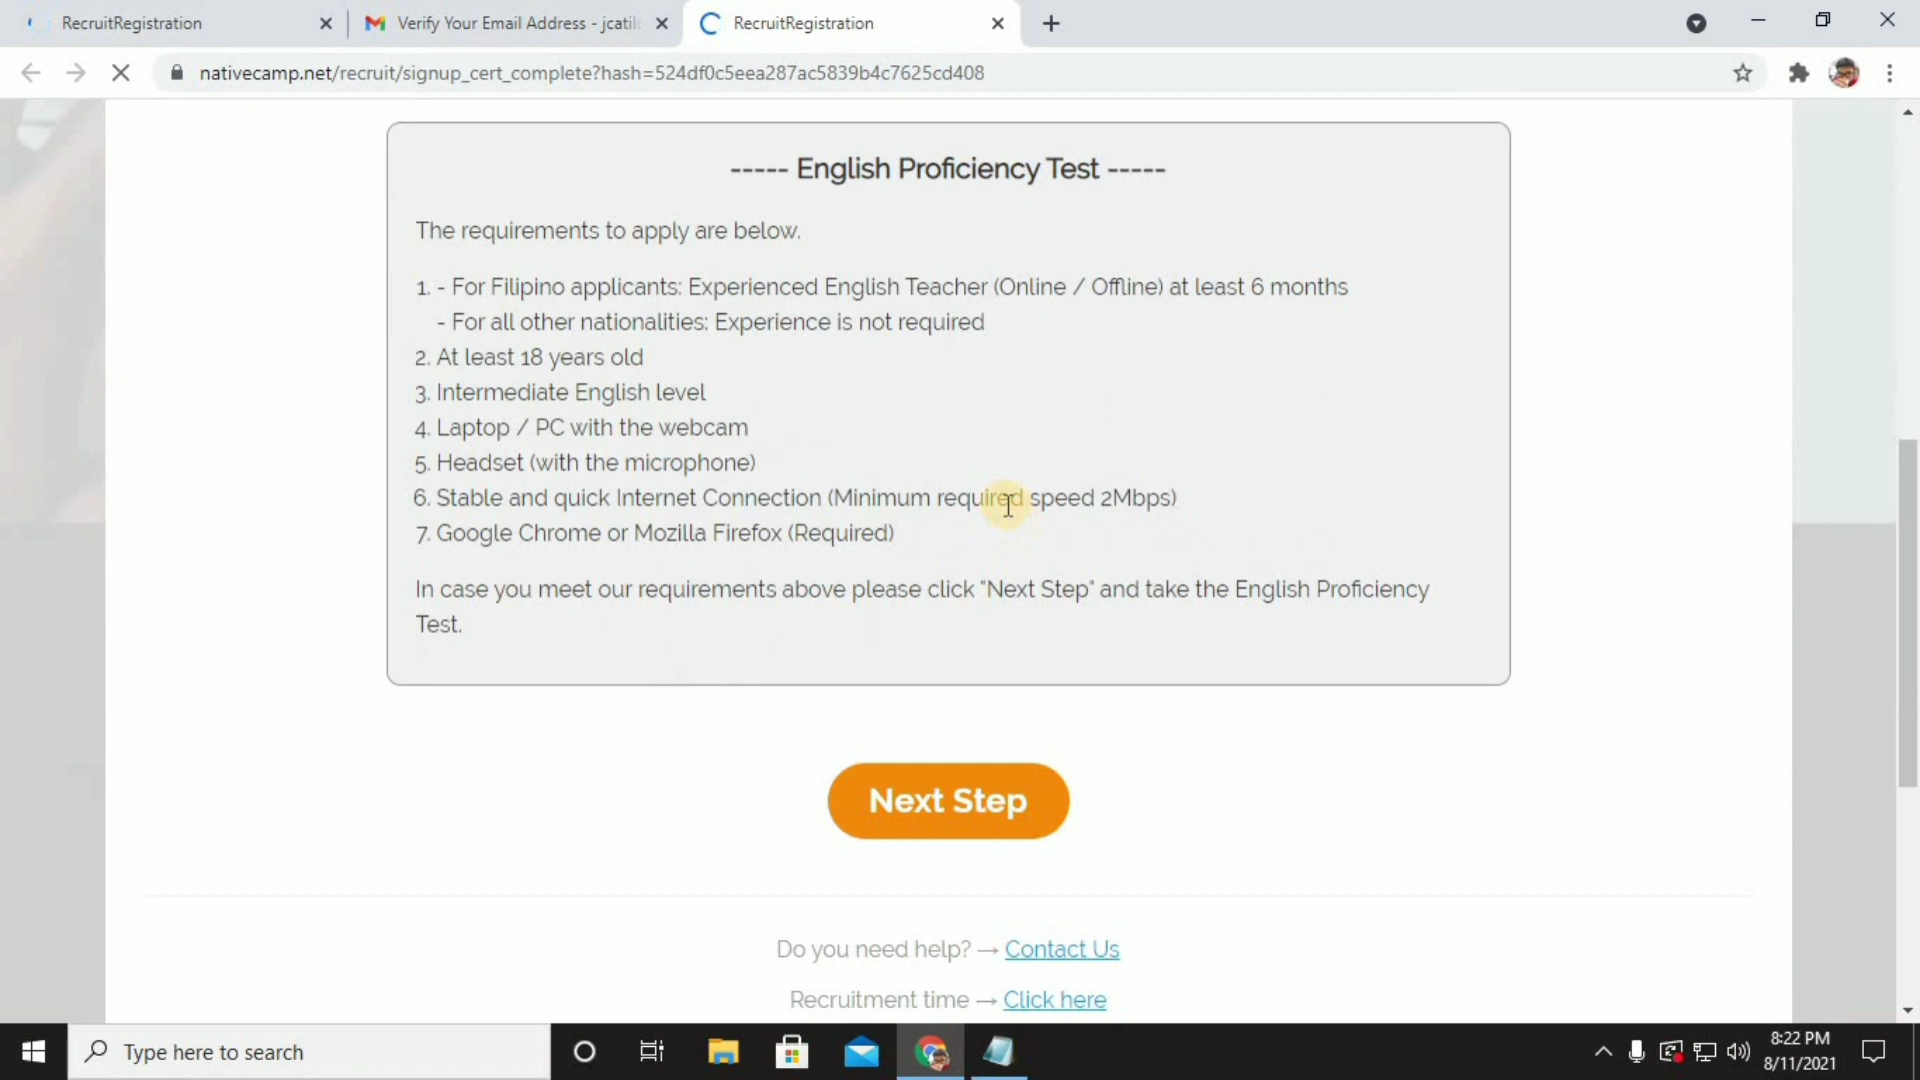 RecruitRegistration
Verify Your Email Address - jcatil
RecruitRegistration
nativecamp.net/recruit/signup_cert_complete?hash=524df0c5eea287ac5839b4c7625cd408
----- English Proficiency Test -----
The requirements to apply are below.
1. - For Filipino applicants: Experienced English Teacher (Online / Offline) at least 6 months
- For all other nationalities: Experience is not required
2. At least 18 years old
3. Intermediate English level
4. Laptop / PC with the webcam
5. Headset (with the microphone)
6. Stable and quick Internet Connection (Minimum required speed 2Mbps)
7. Google Chrome or Mozilla Firefox (Required)
In case you meet our requirements above please click "Next Step" and take the English Proficiency
Test.
Next Step
Do you need help? → Contact Us
Recruitment time → Click here
Type here to search
8:22 PM
8/11/2021